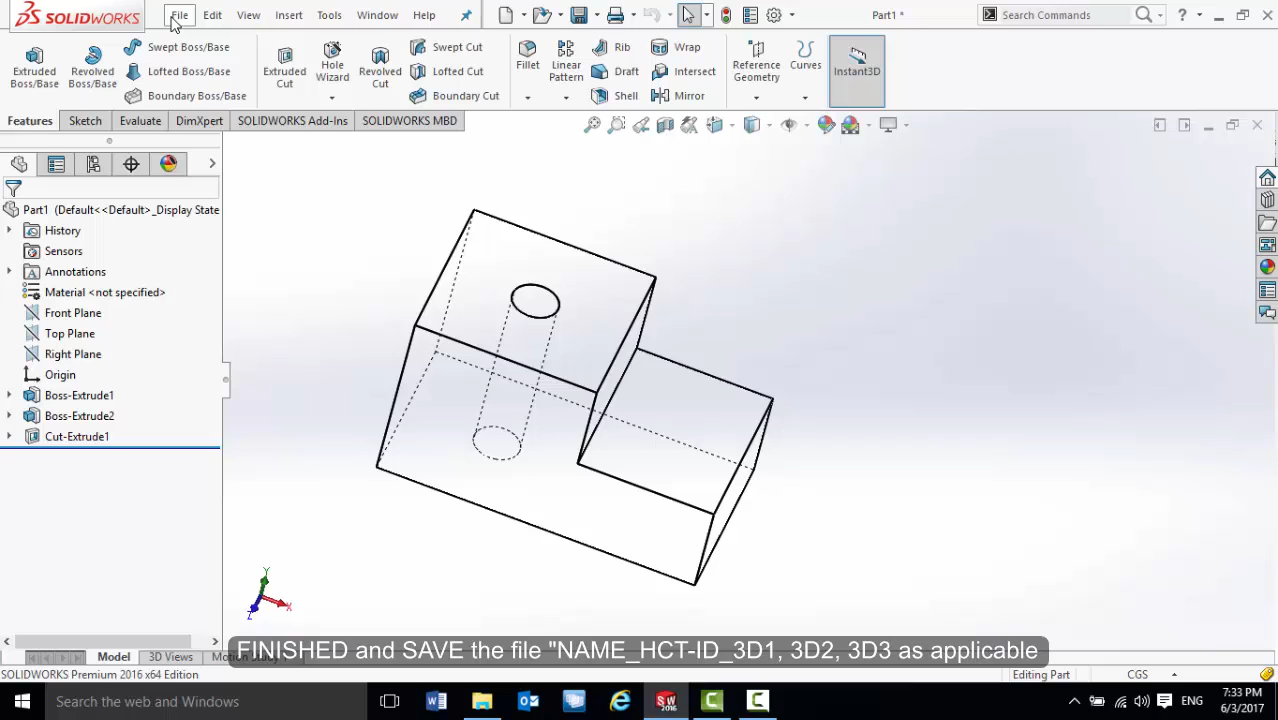 SOLIDWORKS
File Edit View Insert Tools Window Help
Part1 *
Search Commands
Extruded Boss/Base
Revolved Boss/Base
Swept Boss/Base
Lofted Boss/Base
Boundary Boss/Base
Extruded Cut
Hole Wizard
Revolved Cut
Swept Cut
Lofted Cut
Boundary Cut
Fillet
Linear Pattern
Rib
Draft
Shell
Wrap
Intersect
Mirror
Reference Geometry
Curves
Instant3D
Features Sketch Evaluate DimXpert SOLIDWORKS Add-Ins SOLIDWORKS MBD
Part1 (Default<<Default>_Display State
History
Sensors
Annotations
Material <not specified>
Front Plane
Top Plane
Right Plane
Origin
Boss-Extrude1
Boss-Extrude2
Cut-Extrude1
Y
X
Z
FINISHED and SAVE the file "NAME_HCT-ID_3D1, 3D2, 3D3 as applicable
Model 3D Views
SOLIDWORKS Premium 2016 x64 Edition
Editing Part
CGS
Search the web and Windows
SW 2016
ENG
7:33 PM
6/3/2017